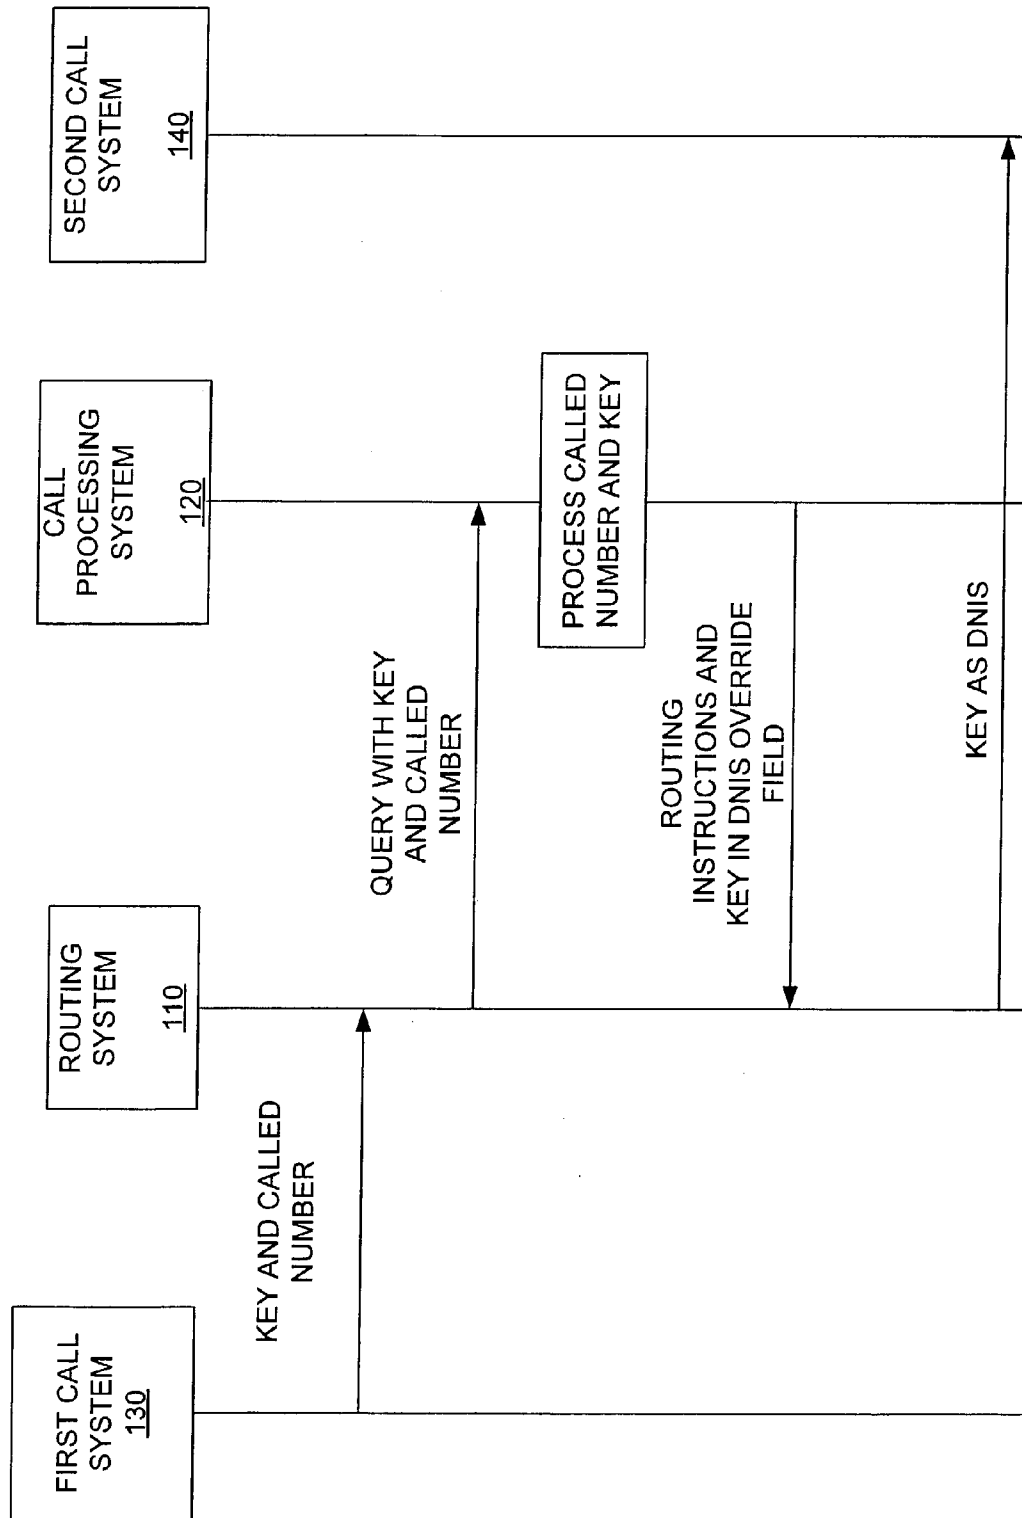 FIRST CALL
SYSTEM
130
ROUTING
SYSTEM
110
CALL
PROCESSING
SYSTEM
120
SECOND CALL
SYSTEM
140
KEY AND CALLED
NUMBER
QUERY WITH KEY
AND CALLED
NUMBER
PROCESS CALLED
NUMBER AND KEY
ROUTING
INSTRUCTIONS AND
KEY IN DNIS OVERRIDE
FIELD
KEY AS DNIS